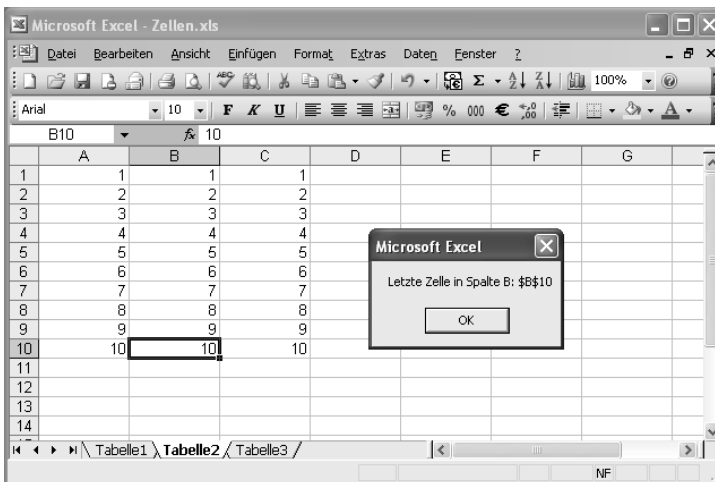 Microsoft Excel - Zellen.xls
Datei Bearbeiten Ansicht Einfügen Format Extras Daten Fenster ?
100%
Arial 10 F K U % 000 €
B10 fx 10
A B C D E F G
1 1 1 1
2 2 2 2
3 3 3 3
4 4 4 4
5 5 5 5
6 6 6 6
7 7 7 7
8 8 8 8
9 9 9 9
10 10 10 10
11
12
13
14
Microsoft Excel
Letzte Zelle in Spalte B: $B$10
OK
Tabelle1 Tabelle2 Tabelle3
NF